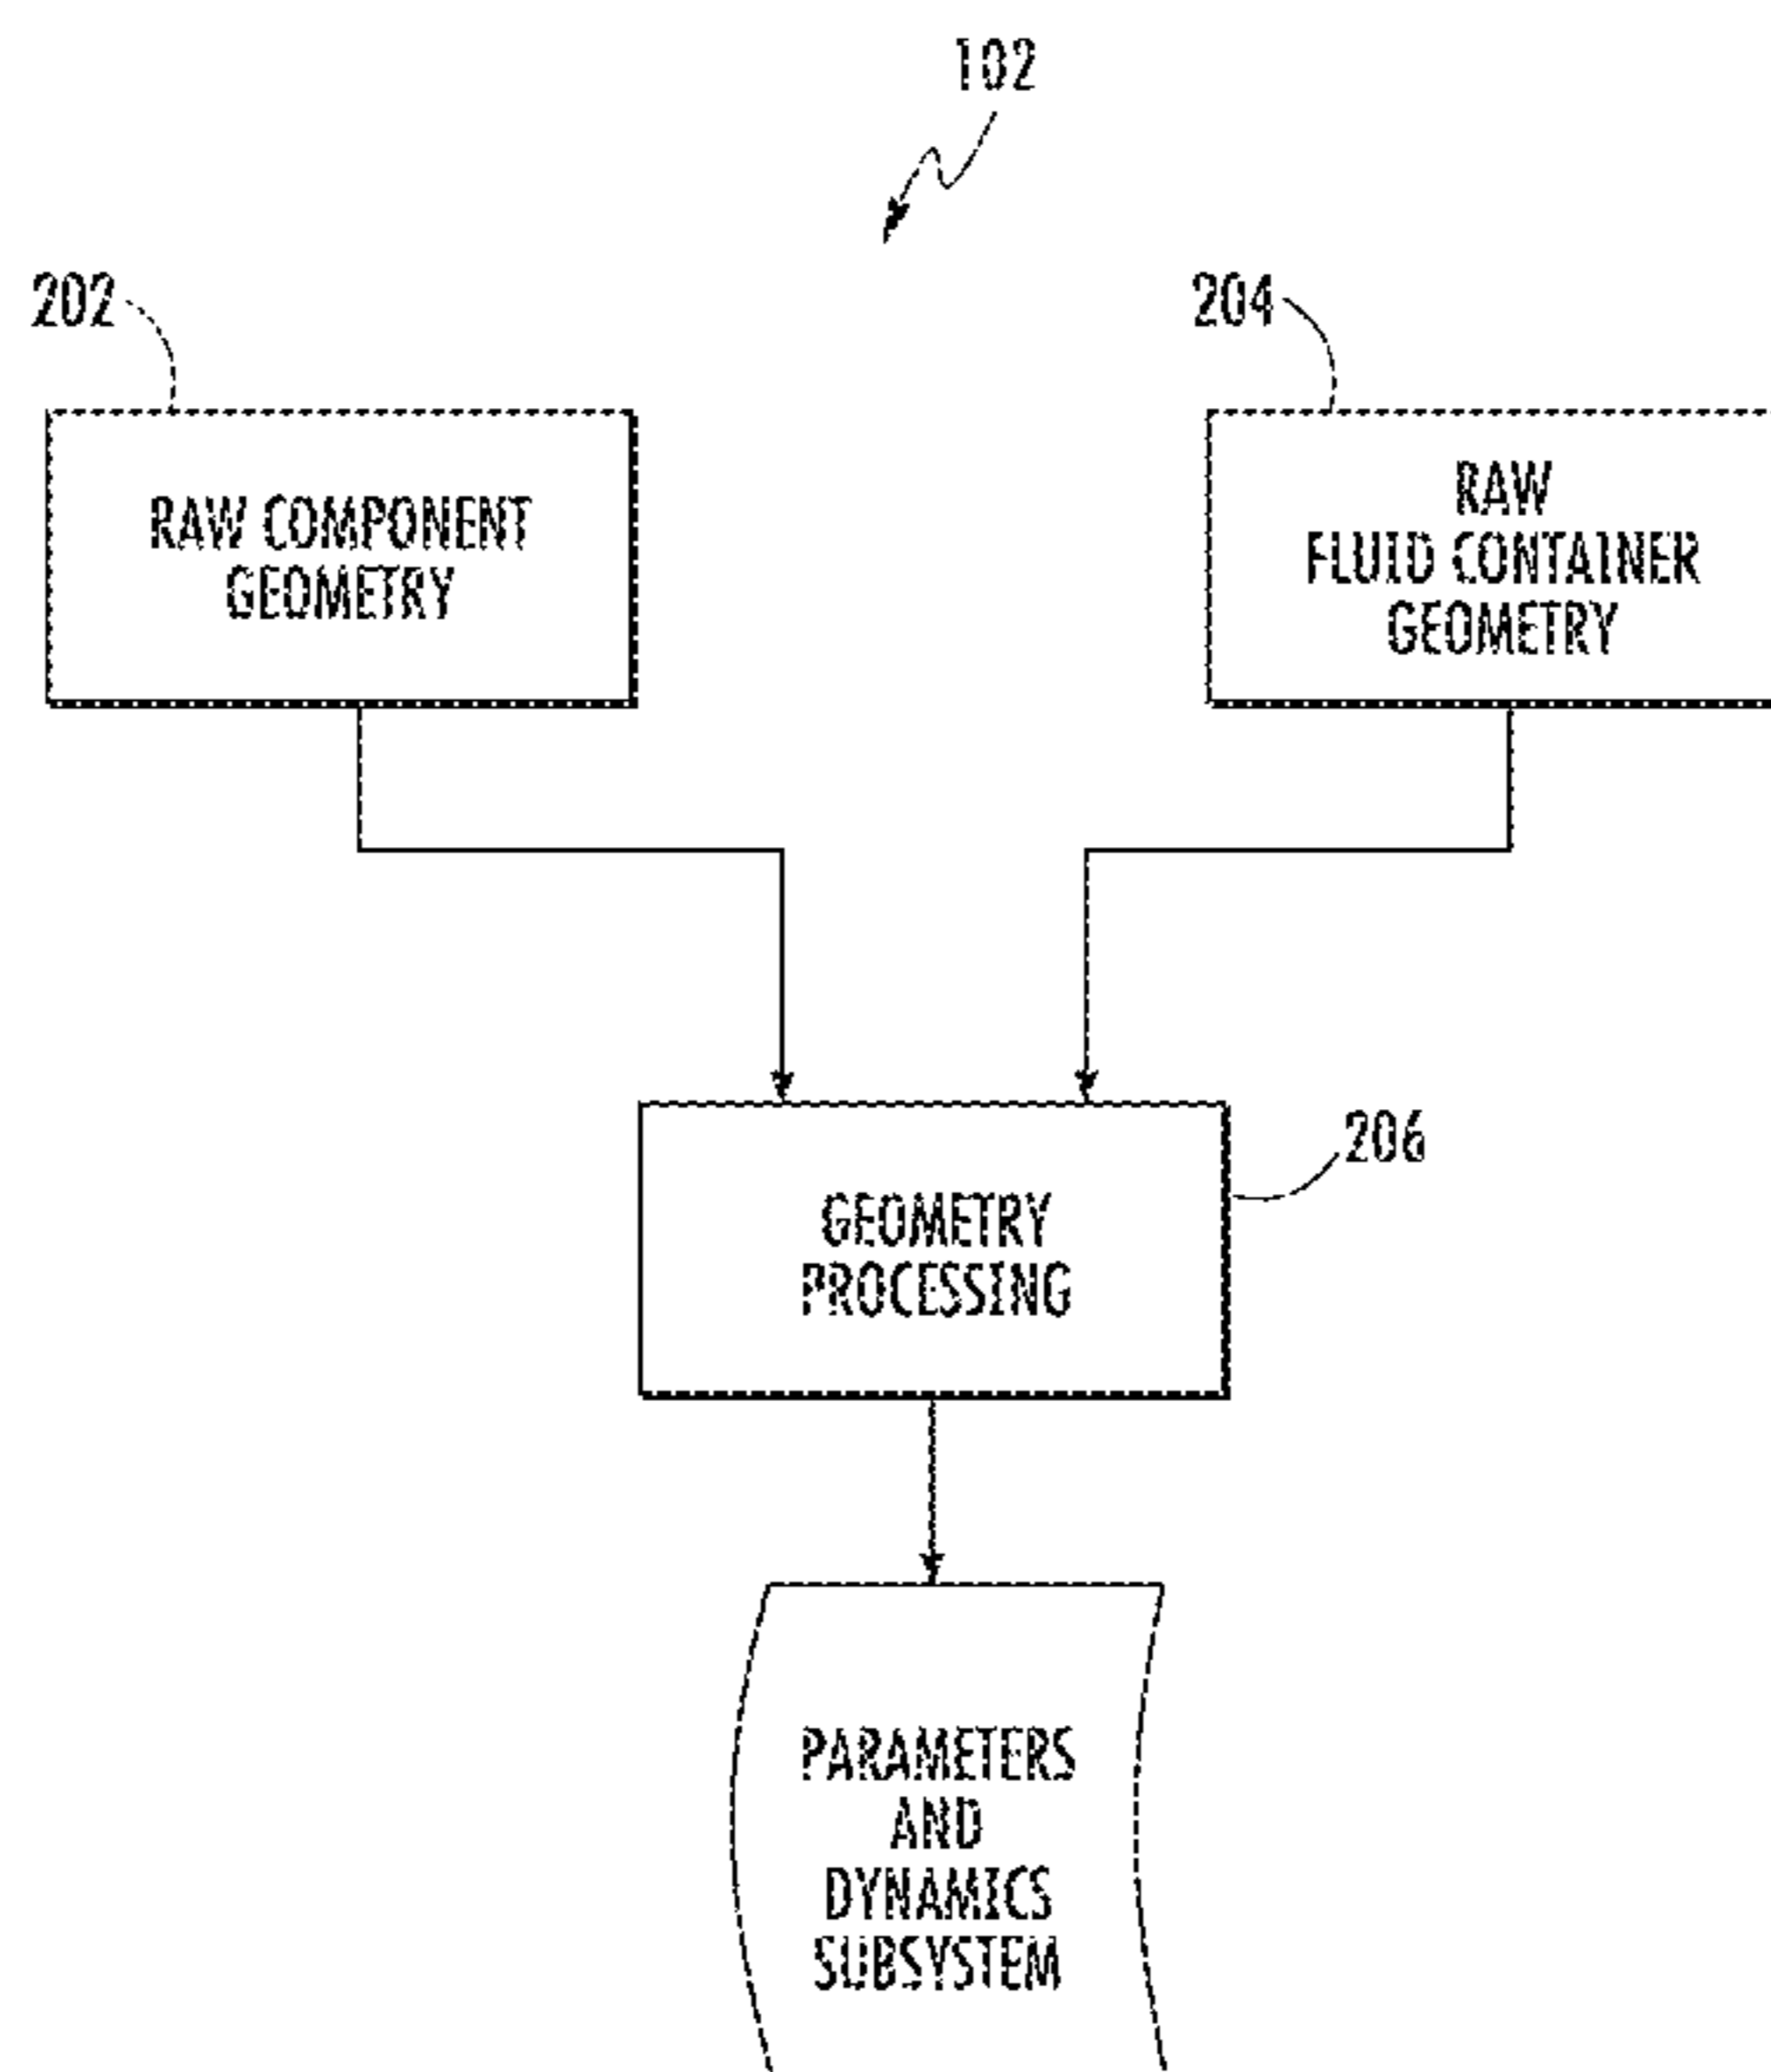 102
202
204
RAW COMPONENT
GEOMETRY
RAW
FLUID CONTAINER
GEOMETRY
206
GEOMETRY
PROCESSING
PARAMETERS
AND
DYNAMICS
SUBSYSTEM